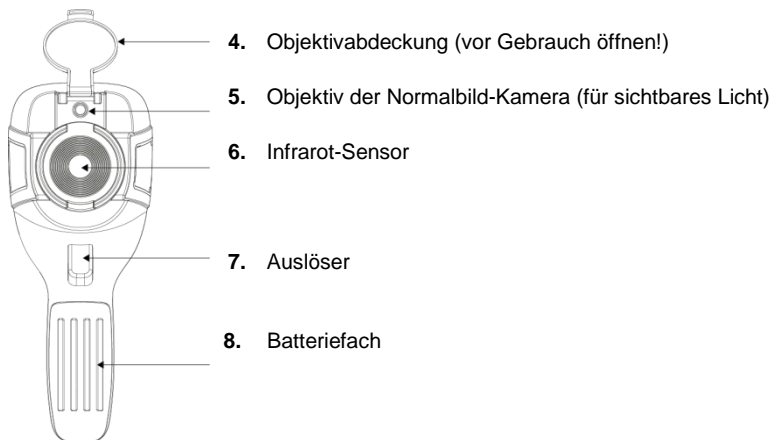 4. Objektivabdeckung (vor Gebrauch öffnen!)
5. Objektiv der Normalbild-Kamera (für sichtbares Licht)
6. Infrarot-Sensor
7. Auslöser
8. Batteriefach